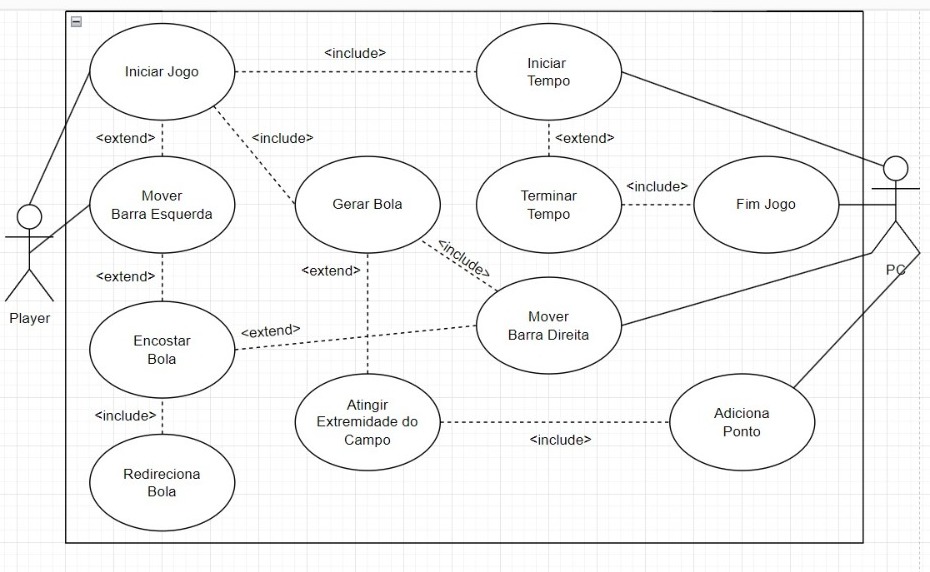 <include>
Iniciar Jogo
Iniciar
Tempo
<extend>
<include>
<extend>
Mover
Barra Esquerda
Gerar Bola
Terminar
Tempo
<include>
Fim Jogo
<extend>
<extend>
<include>
PC
Player
Encostar
Bola
<extend>
Mover
Barra Direita
<include>
Atingir
Extremidade do
Campo
<include>
Adiciona
Ponto
Redireciona
Bola